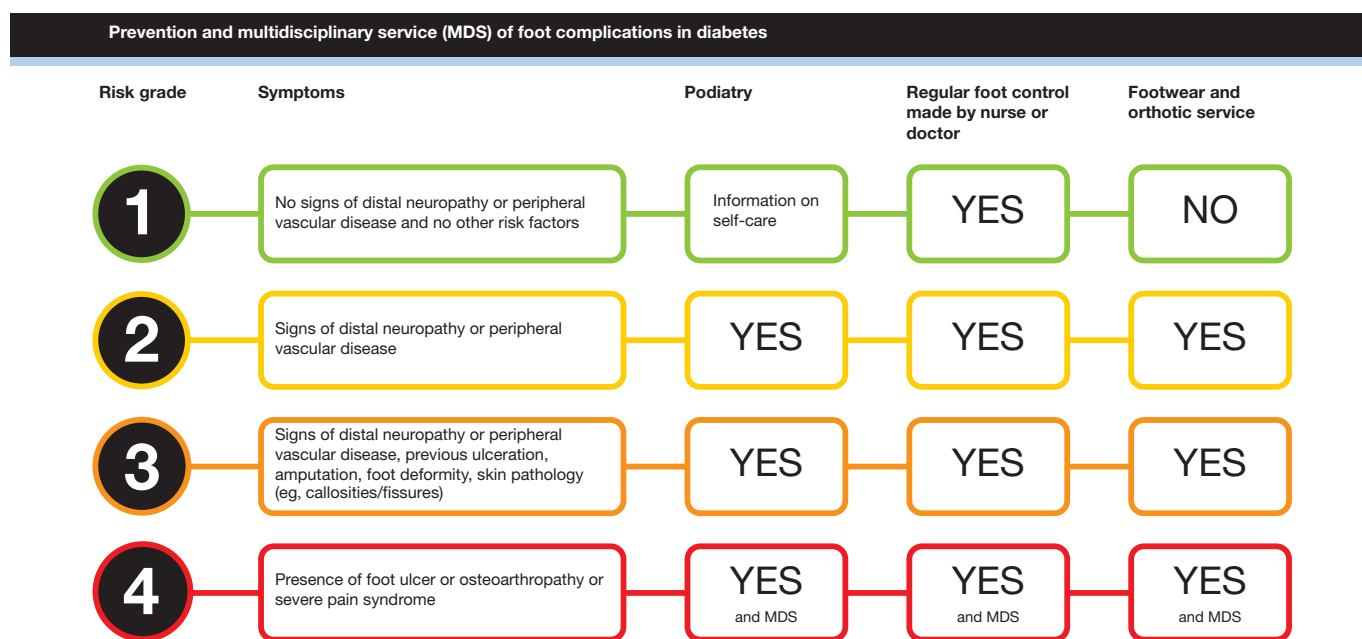 Prevention and multidisciplinary service (MDS) of foot complications in diabetes
Risk grade
Symptoms
Podiatry
Regular foot control
made by nurse or
doctor
Footwear and
orthotic service
1
No signs of distal neuropathy or peripheral
vascular disease and no other risk factors
Information on
self-care
YES
NO
2
Signs of distal neuropathy or peripheral
vascular disease
YES
YES
YES
3
Signs of distal neuropathy or peripheral
vascular disease, previous ulceration,
amputation, foot deformity, skin pathology
(eg, callosities/fissures)
YES
YES
YES
4
Presence of foot ulcer or osteoarthropathy or
severe pain syndrome
YES
and MDS
YES
and MDS
YES
and MDS